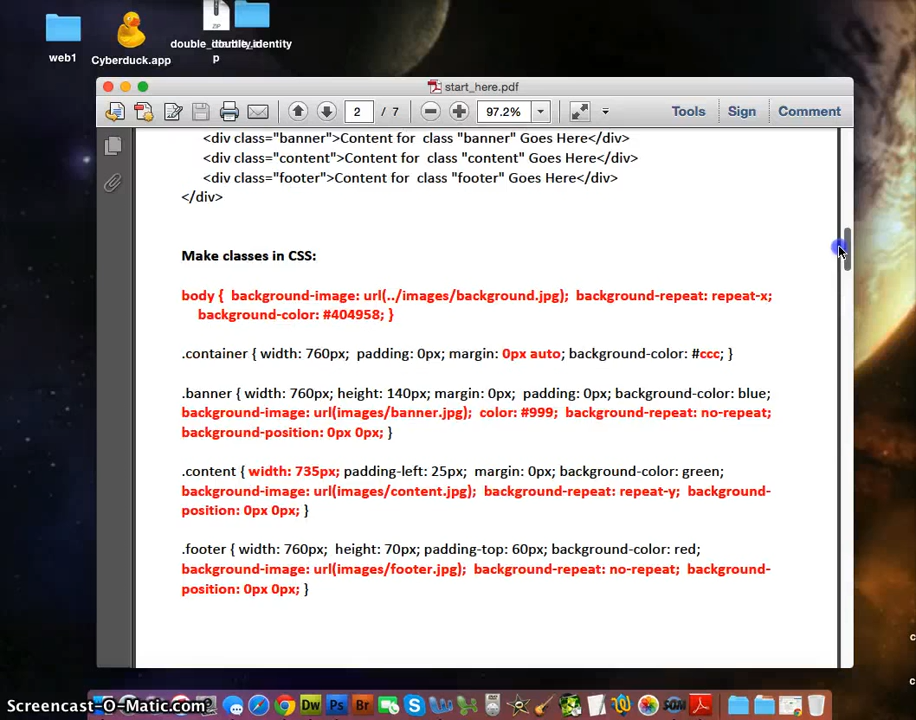 web1
Cyberduck.app
start_here.pdf
2 / 7
97.2%
Tools
Sign
Comment
<div class="banner">Content for class "banner" Goes Here</div>
<div class="content">Content for class "content" Goes Here</div>
<div class="footer">Content for class "footer" Goes Here</div>
</div>
Make classes in CSS:
body { background-image: url(../images/background.jpg); background-repeat: repeat-x;
background-color: #404958; }
.container { width: 760px; padding: 0px; margin: 0px auto; background-color: #ccc; }
.banner { width: 760px; height: 140px; margin: 0px; padding: 0px; background-color: blue;
background-image: url(images/banner.jpg); color: #999; background-repeat: no-repeat;
background-position: 0px 0px; }
.content { width: 735px; padding-left: 25px; margin: 0px; background-color: green;
background-image: url(images/content.jpg); background-repeat: repeat-y; background-
position: 0px 0px; }
.footer { width: 760px; height: 70px; padding-top: 60px; background-color: red;
background-image: url(images/footer.jpg); background-repeat: no-repeat; background-
position: 0px 0px; }
Screencast-O-Matic.com
Dw
Ps
Br